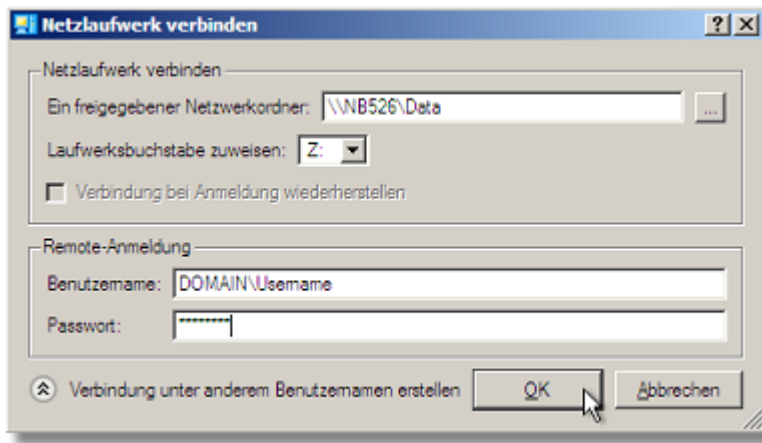 Netzlaufwerk verbinden
Netzlaufwerk verbinden
Ein freigegebener Netzwerkordner: \\NB526\Data ...
Laufwerksbuchstabe zuweisen: Z:
Verbindung bei Anmeldung wiederherstellen
Remote-Anmeldung
Benutzername: DOMAIN\Username
Passwort: ********
Verbindung unter anderem Benutzernamen erstellen OK Abbrechen